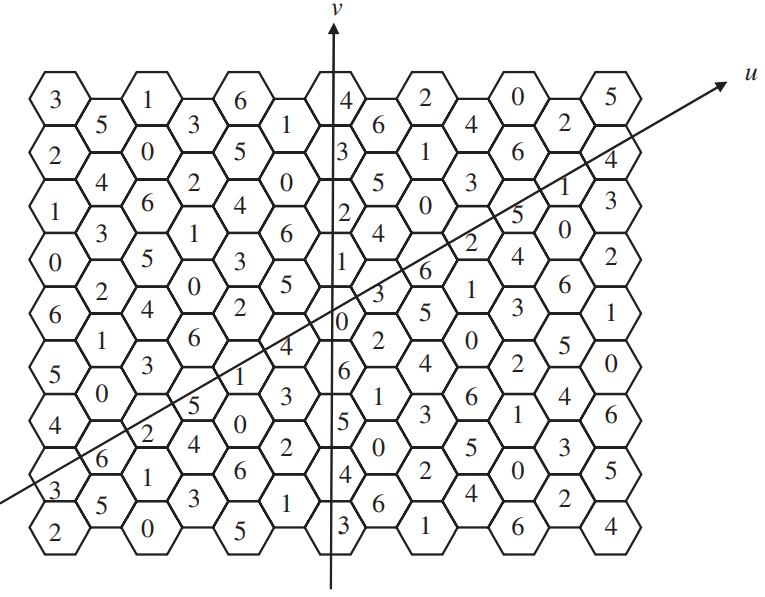 v
u
3 1 6 4 2 0 5
5 3 1 6 4 2
2 0 5 3 1 6 4
4 2 0 5 3 1
1 6 4 2 0 5 3
3 1 6 4 2 0
0 5 3 1 6 4 2
2 0 5 3 1 6
6 4 2 0 5 3 1
1 6 4 2 0 5
5 3 1 6 4 2 0
0 5 3 1 6 4
4 2 0 5 3 1 6
6 4 2 0 5 3
3 1 6 4 2 0 5
5 3 1 6 4 2
2 0 5 3 1 6 4